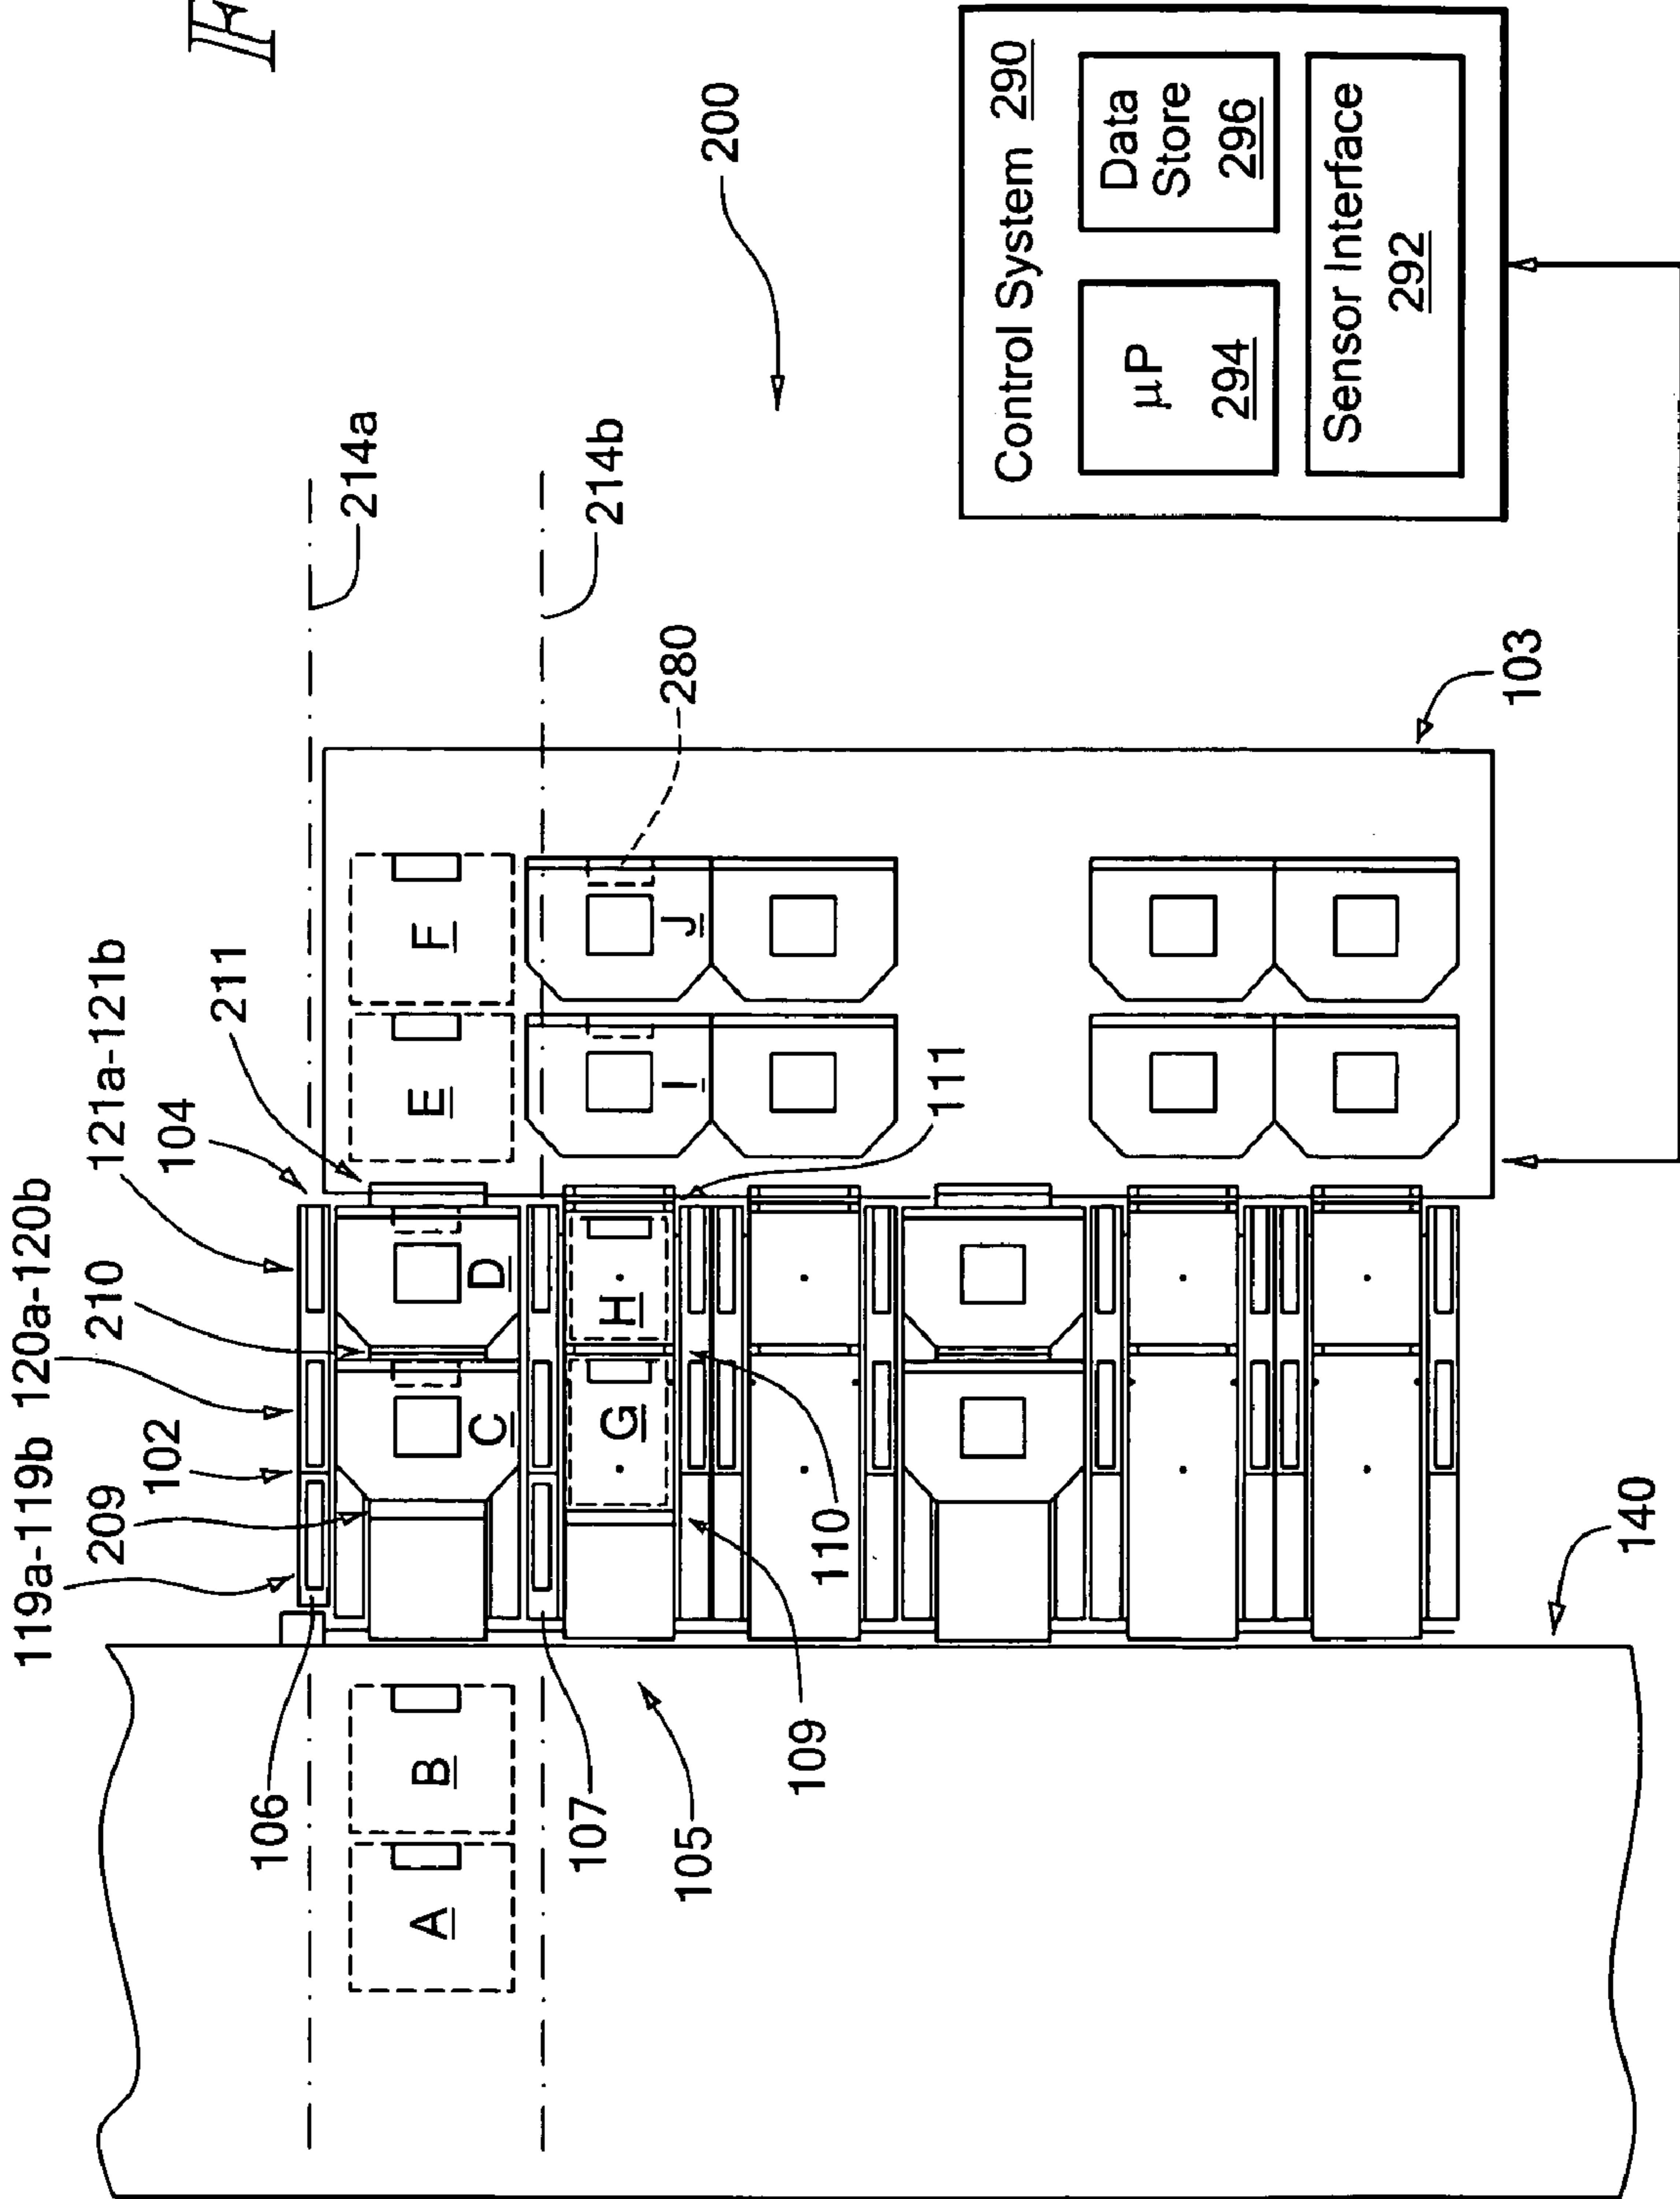 119a-119b 120a-120b
209 210 121a-121b
102
104
211
106
214a
A B E F
C D
107
214b
G H
105
I J
280
200
109
110
111
Control System 290
µP
294
Data
Store
296
Sensor Interface
292
103
140